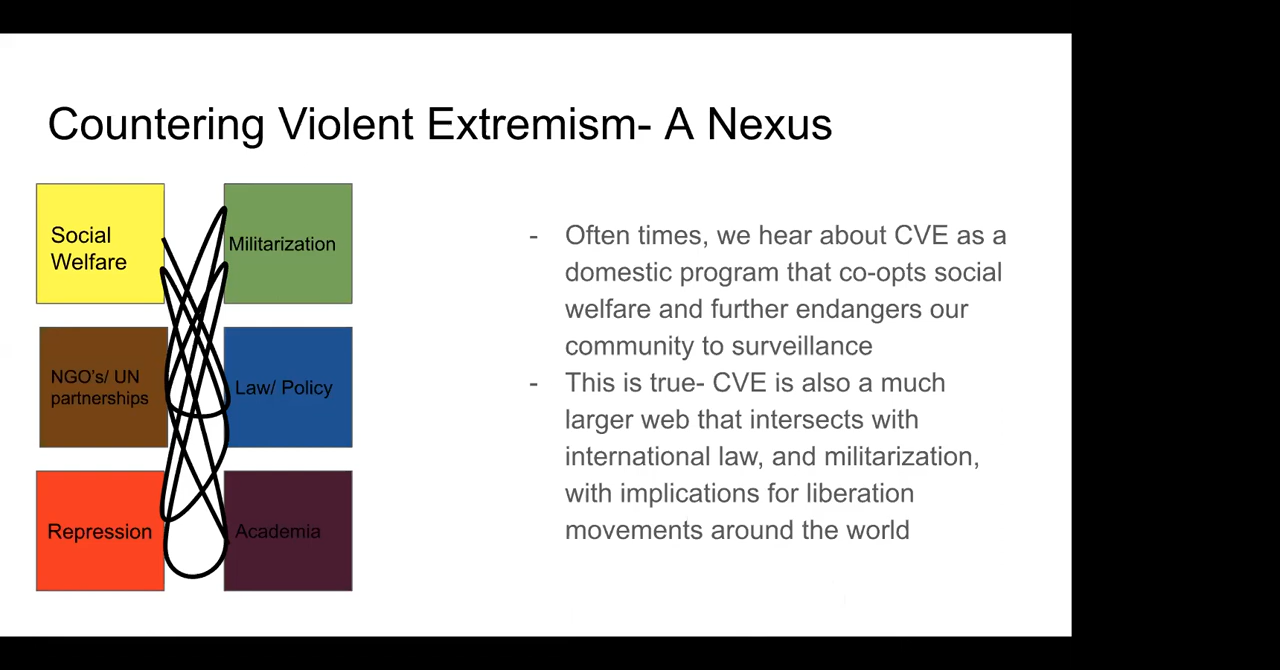 Countering Violent Extremism- A Nexus
Social
Welfare
Militarization
NGO's/ UN
partnerships
Law/ Policy
Repression
Academia
- Often times, we hear about CVE as a
domestic program that co-opts social
welfare and further endangers our
community to surveillance
- This is true- CVE is also a much
larger web that intersects with
international law, and militarization,
with implications for liberation
movements around the world